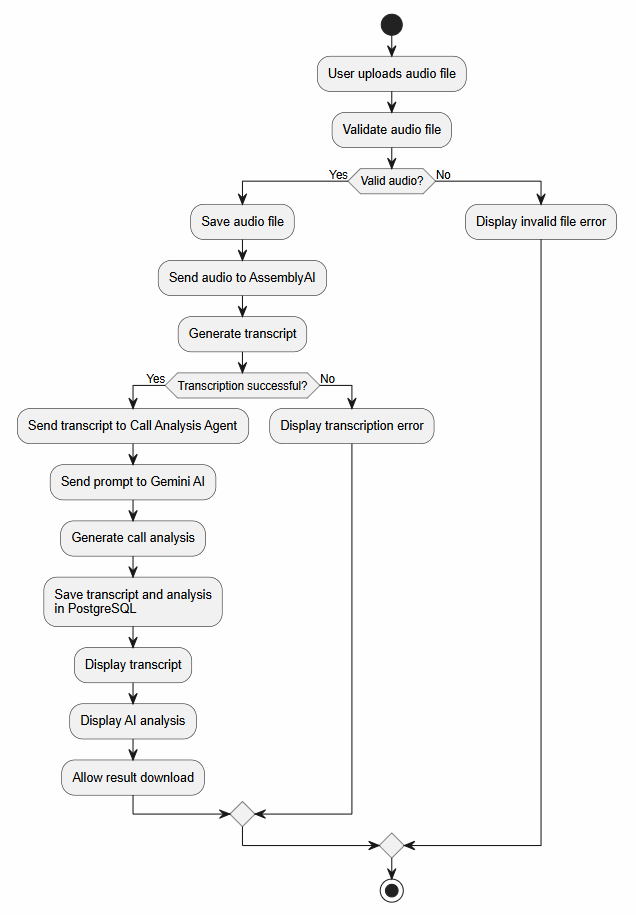 User uploads audio file
Validate audio file
Yes
Valid audio?
No
Save audio file
Display invalid file error
Send audio to AssemblyAI
Generate transcript
Yes
Transcription successful?
No
Send transcript to Call Analysis Agent
Display transcription error
Send prompt to Gemini AI
Generate call analysis
Save transcript and analysis
in PostgreSQL
Display transcript
Display AI analysis
Allow result download